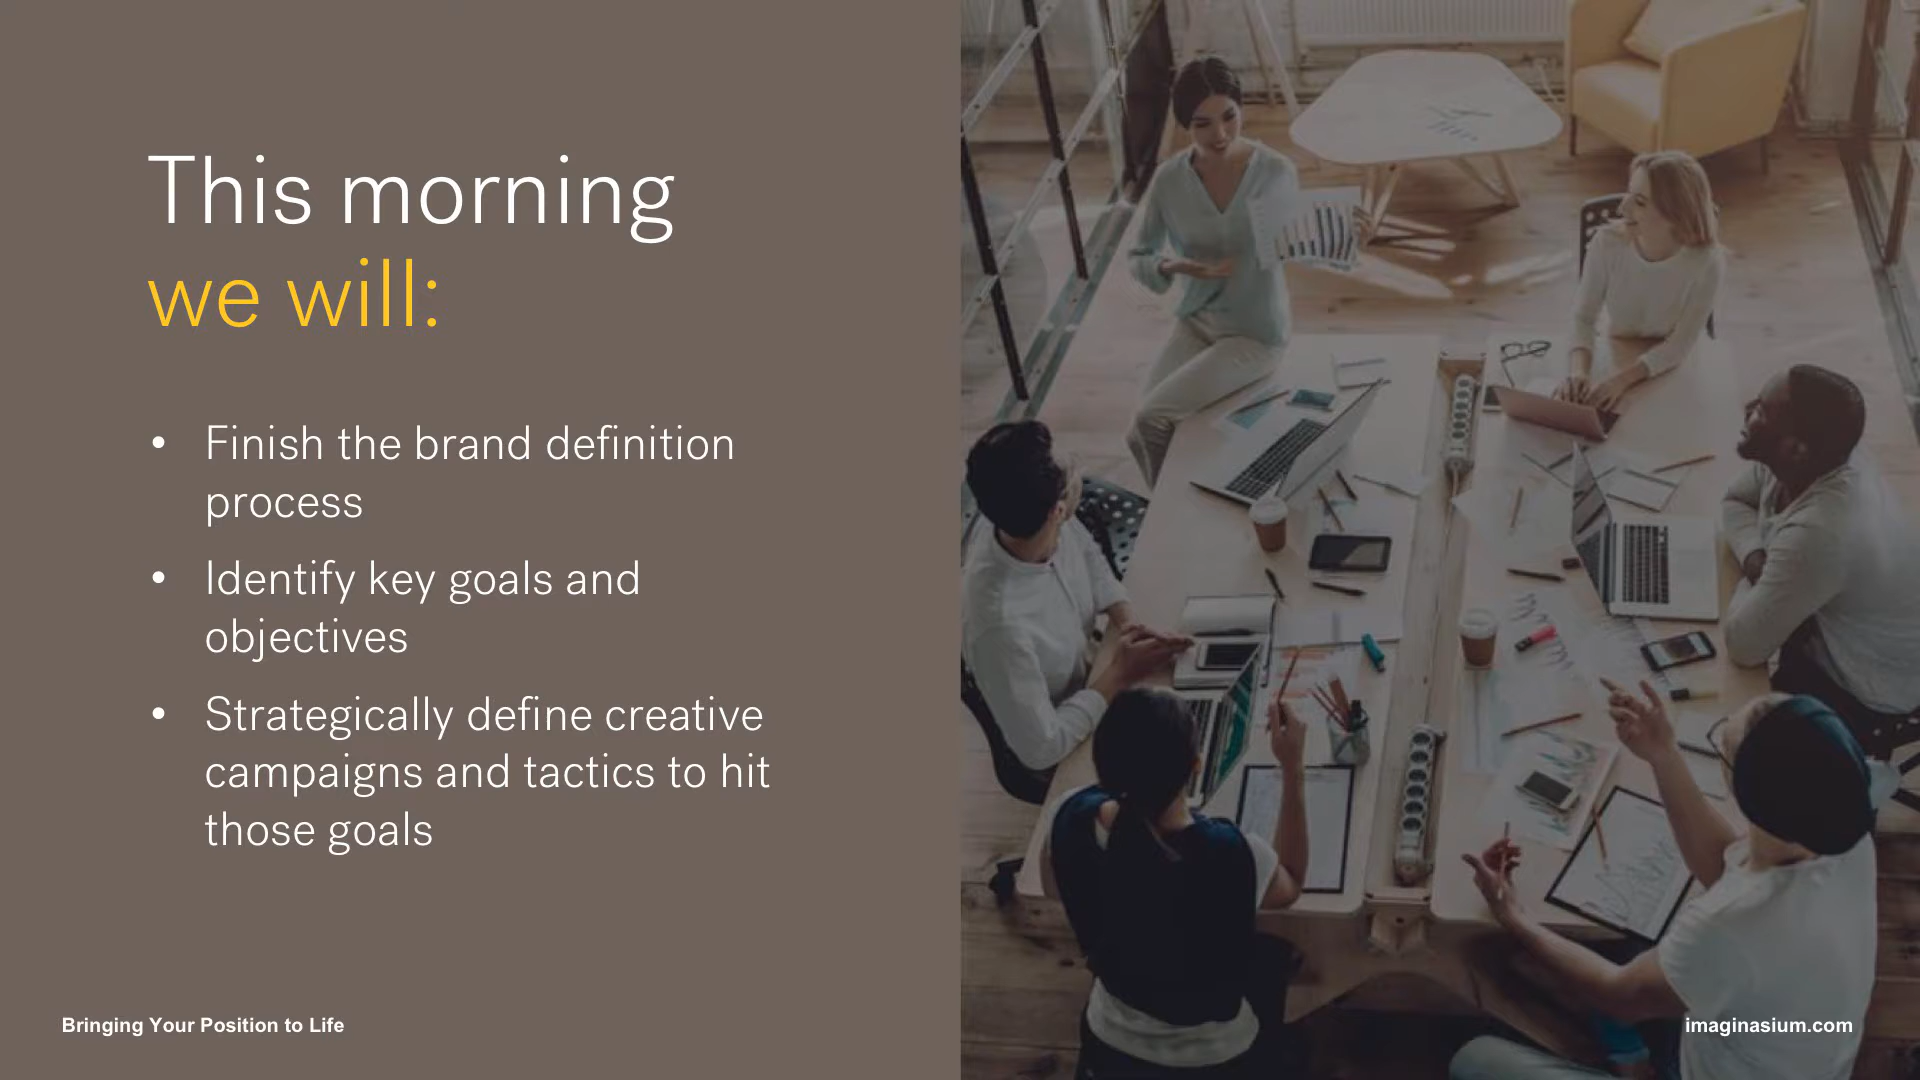 This morning
we will:
• Finish the brand definition
process
• Identify key goals and
objectives
• Strategically define creative
campaigns and tactics to hit
those goals
Bringing Your Position to Life
imaginasium.com